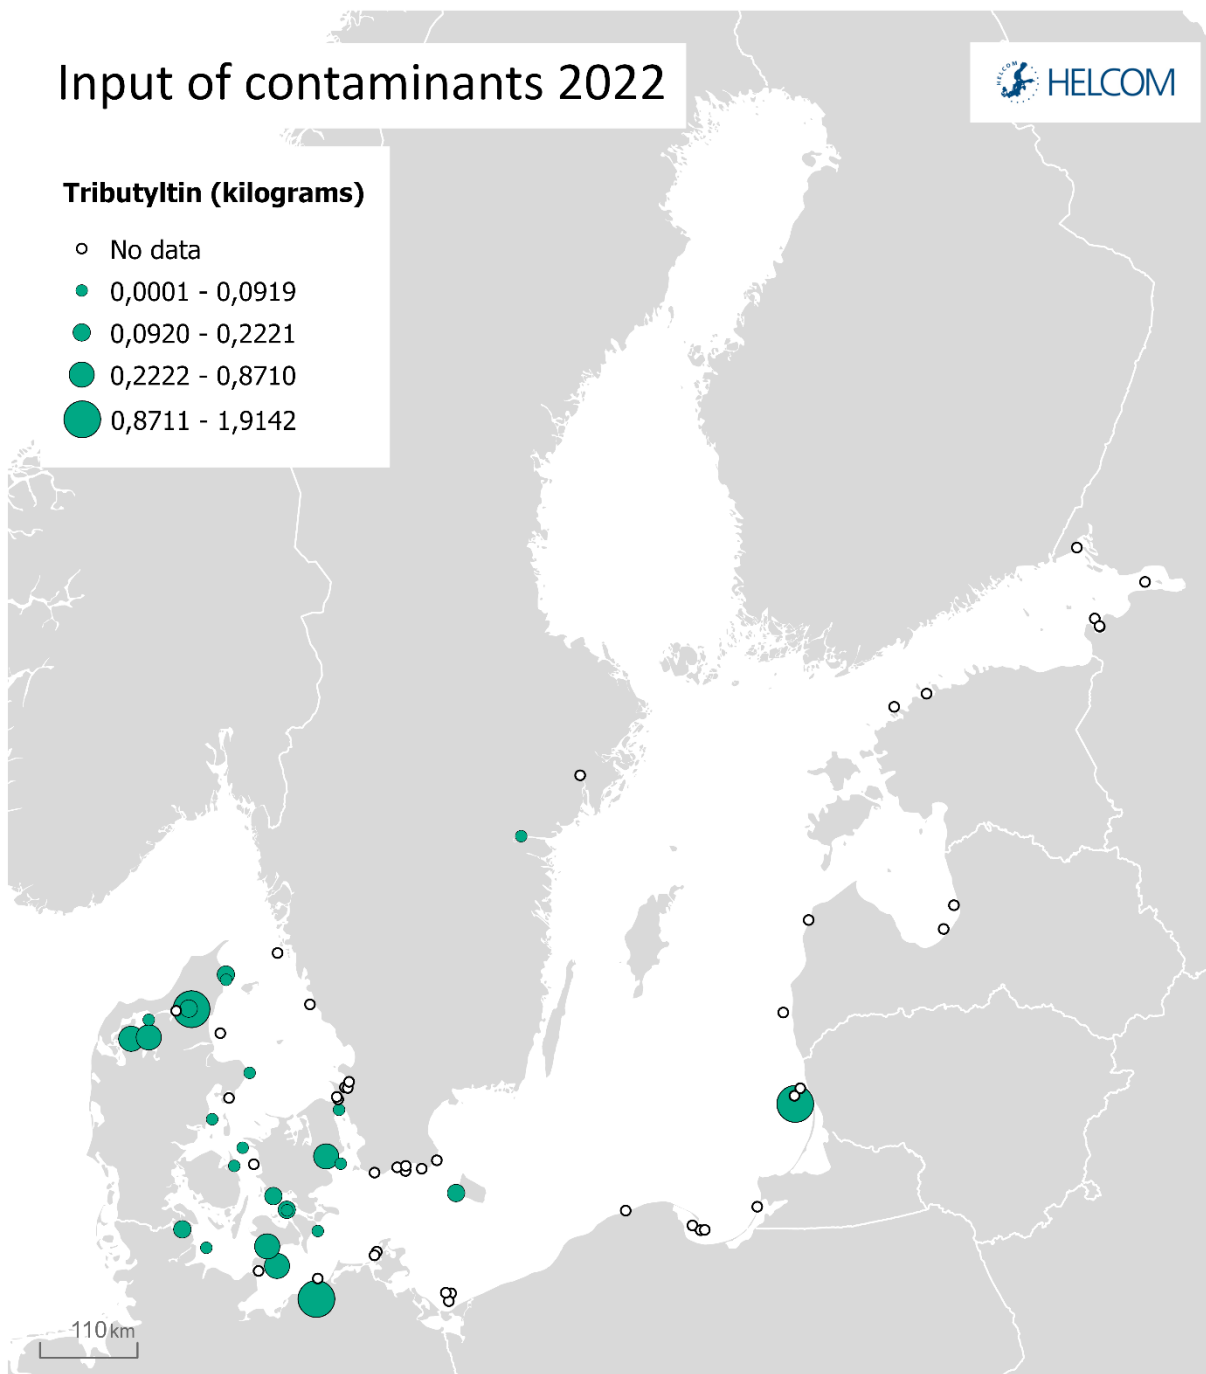 Input of contaminants 2022
HELCOM
HELCOM
Tributyltin (kilograms)
No data
0,0001 - 0,0919
0,0920 - 0,2221
0,2222 - 0,8710
0,8711 - 1,9142
110 km